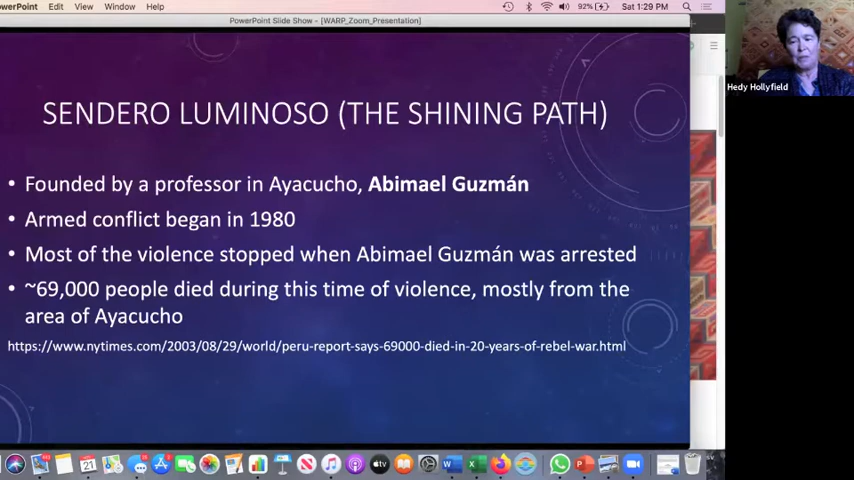 PowerPoint Edit View Window Help 92% Sat 1:29 PM
PowerPoint Slide Show - [WARP_Zoom_Presentation]
Hedy Hollyfield
SENDERO LUMINOSO (THE SHINING PATH)
• Founded by a professor in Ayacucho, Abimael Guzmán
• Armed conflict began in 1980
• Most of the violence stopped when Abimael Guzmán was arrested
• ~69,000 people died during this time of violence, mostly from the
area of Ayacucho
https://www.nytimes.com/2003/08/29/world/peru-report-says-69000-died-in-20-years-of-rebel-war.html